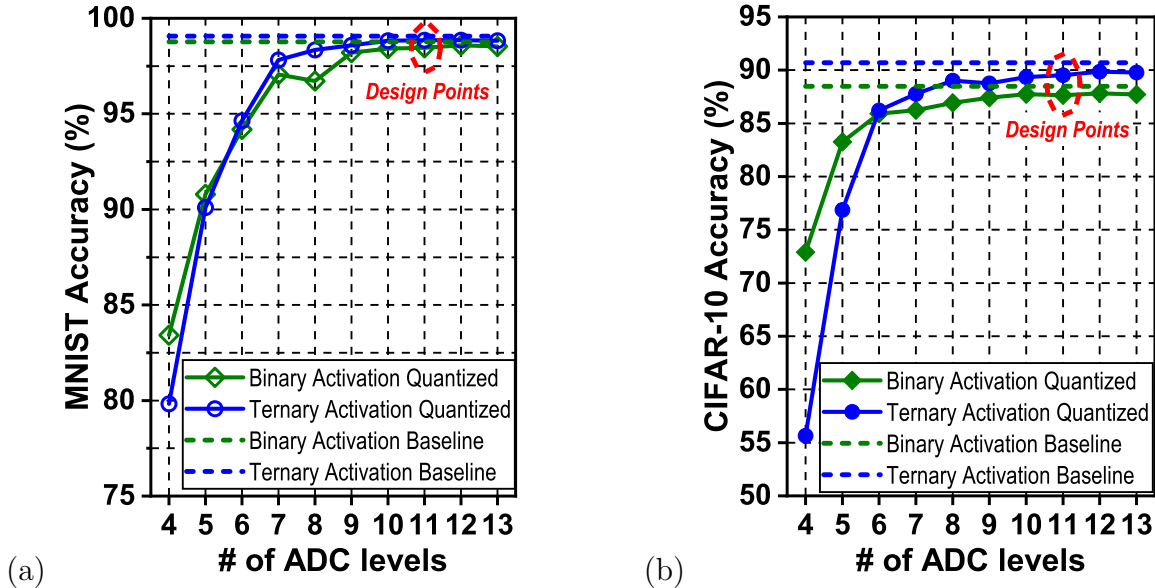 100
95
90
85
80
75
MNIST Accuracy (%)
Design Points
Binary Activation Quantized
Ternary Activation Quantized
Binary Activation Baseline
Ternary Activation Baseline
4 5 6 7 8 9 10 11 12 13
# of ADC levels
(a)
95
90
85
80
75
70
65
60
55
50
CIFAR-10 Accuracy (%)
Design Points
Binary Activation Quantized
Ternary Activation Quantized
Binary Activation Baseline
Ternary Activation Baseline
4 5 6 7 8 9 10 11 12 13
# of ADC levels
(b)